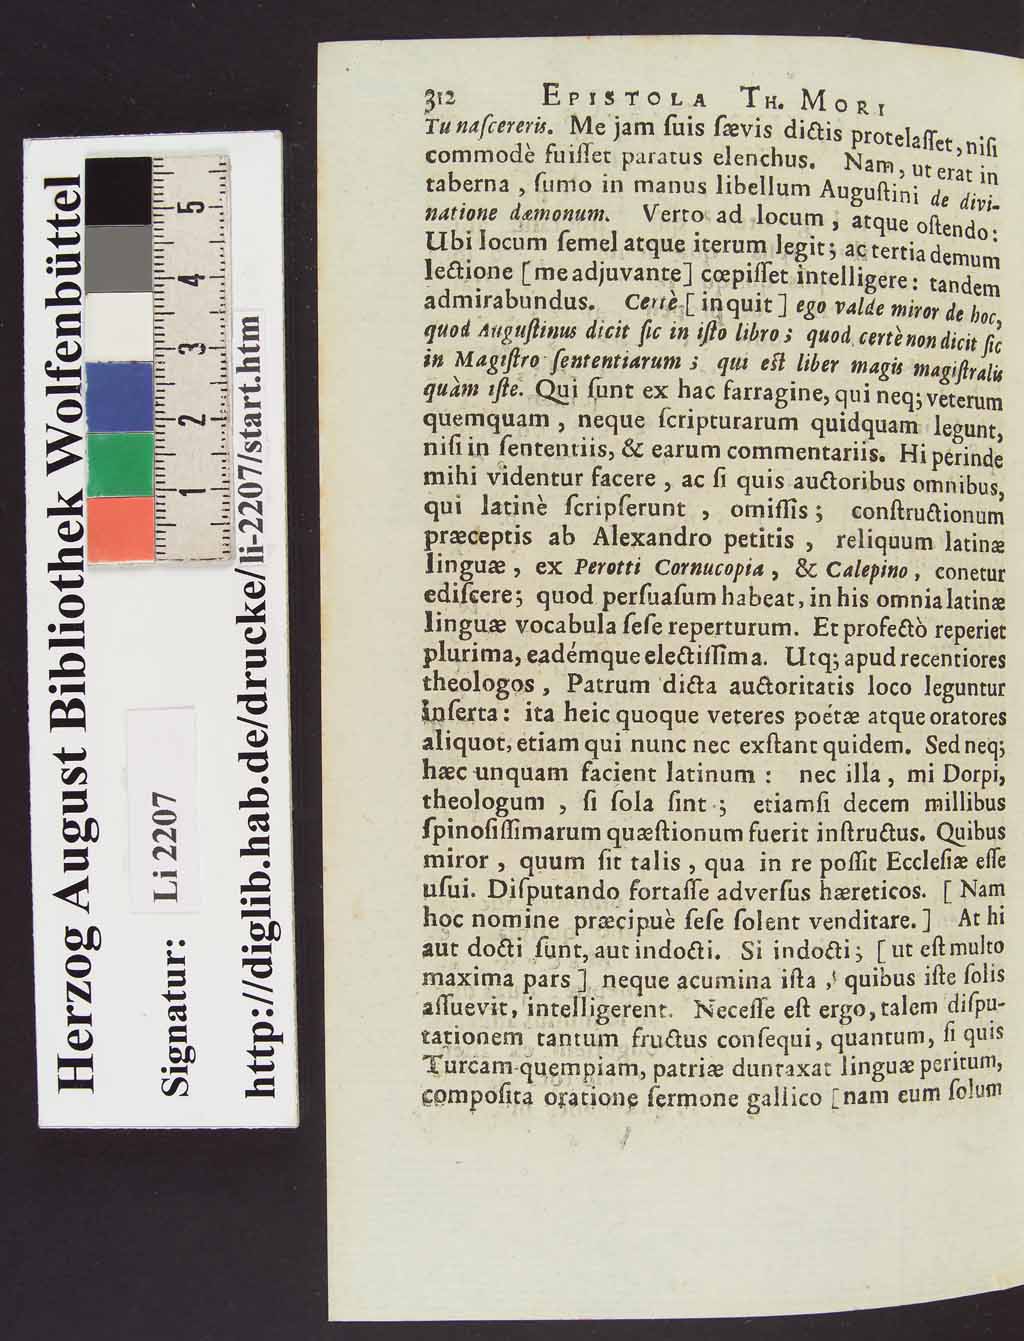 312 EPISTOLA TH. MORI
Tu naſcereris. Me jam ſuis ſævis dictis protelaſſet, niſi
commodè fuiſſet paratus elenchus. Nam, ut erat in
taberna, ſumo in manus libellum Auguſtini de divi-
natione dæmonum. Verto ad locum, atque oſtendo:
Ubi locum ſemel atque iterum legit; ac tertia demum
lectione [me adjuvante] cœpiſſet intelligere: tandem
admirabundus. Certè [inquit] ego valde miror de hoc,
quod Auguſtinus dicit ſic in iſto libro; quod certè non dicit ſic
in Magiſtro ſententiarum; qui eſt liber magis magiſtralis
quàm iſte. Qui ſunt ex hac farragine, qui neq; veterum
quemquam, neque ſcripturarum quidquam legunt,
niſi in ſententiis, & earum commentariis. Hi perinde
mihi videntur facere, ac ſi quis auctoribus omnibus,
qui latinè ſcripſerunt, omiſſis; conſtructionum
præceptis ab Alexandro petitis, reliquum latinæ
linguæ, ex Perotti Cornucopia, & Calepino, conetur
ediſcere; quod perſuaſum habeat, in his omnia latinæ
linguæ vocabula ſeſe reperturum. Et profectò reperiet
plurima, eadémque electiſſima. Utq; apud recentiores
theologos, Patrum dicta auctoritatis loco leguntur
inſerta: ita heic quoque veteres poétæ atque oratores
aliquot, etiam qui nunc nec exſtant quidem. Sed neq;
hæc unquam facient latinum: nec illa, mi Dorpi,
theologum, ſi ſola ſint; etiamſi decem millibus
ſpinoſiſſimarum quæſtionum fuerit inſtructus. Quibus
miror, quum ſit talis, qua in re poſſit Eccleſiæ eſſe
uſui. Diſputando fortaſſe adverſus hæreticos. [Nam
hoc nomine præcipuè ſeſe ſolent venditare.] At hi
aut docti ſunt, aut indocti. Si indocti; [ut eſt multo
maxima pars] neque acumina iſta, quibus iſte ſolis
aſſuevit, intelligerent. Neceſſe eſt ergo, talem diſpu-
tationem tantum fructus conſequi, quantum, ſi quis
Turcam quempiam, patriæ duntaxat linguæ peritum,
compoſita oratione ſermone gallico [nam eum ſolum
Herzog August Bibliothek Wolfenbüttel
Signatur: Li 2207
http://diglib.hab.de/drucke/li-2207/start.htm
1 2 3 4 5